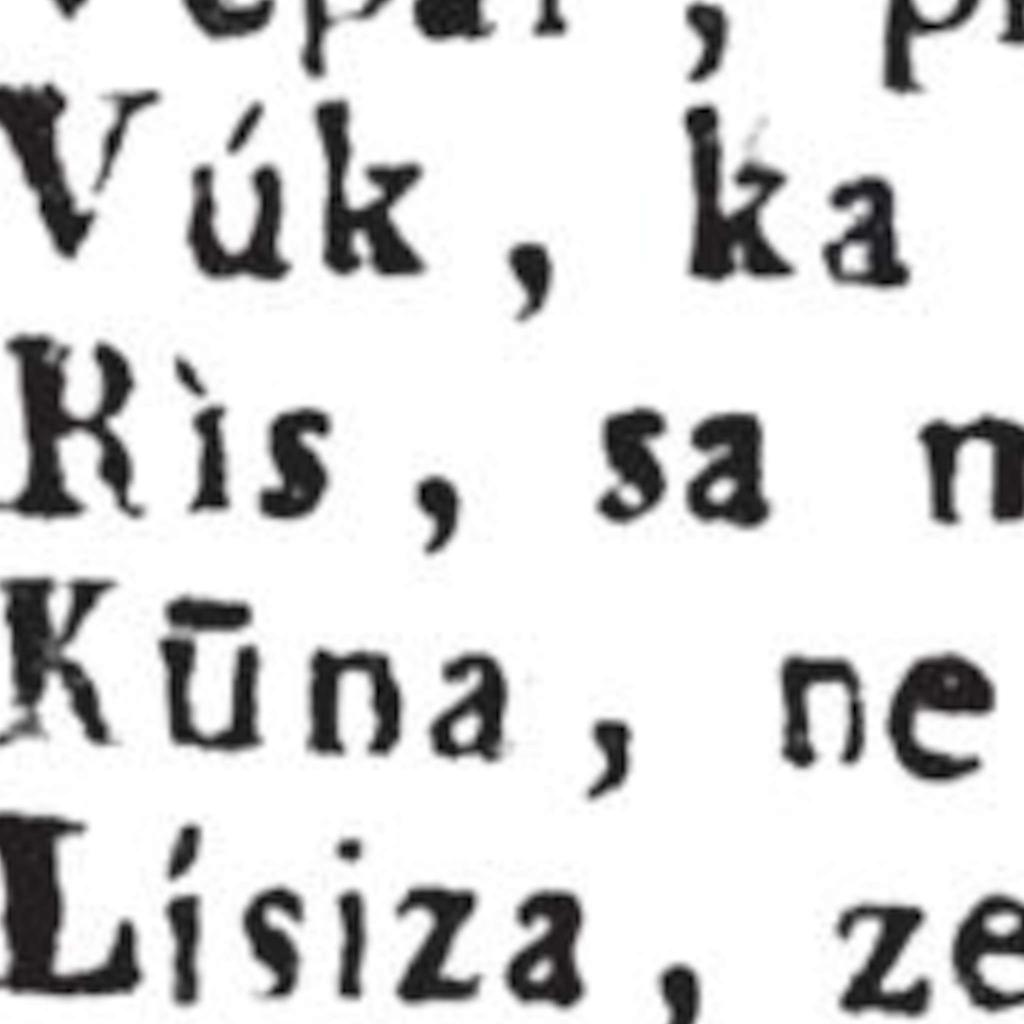 Vúk, ka
Rìs, sa
Kūna, ne
Lísiza, ze